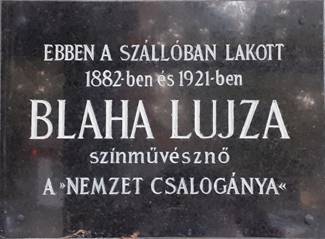 EBBEN A SZÁLLÓBAN LAKOTT
1882-ben és 1921-ben
BLAHA LUJZA
színművésznő
A »NEMZET CSALOGÁNYA«